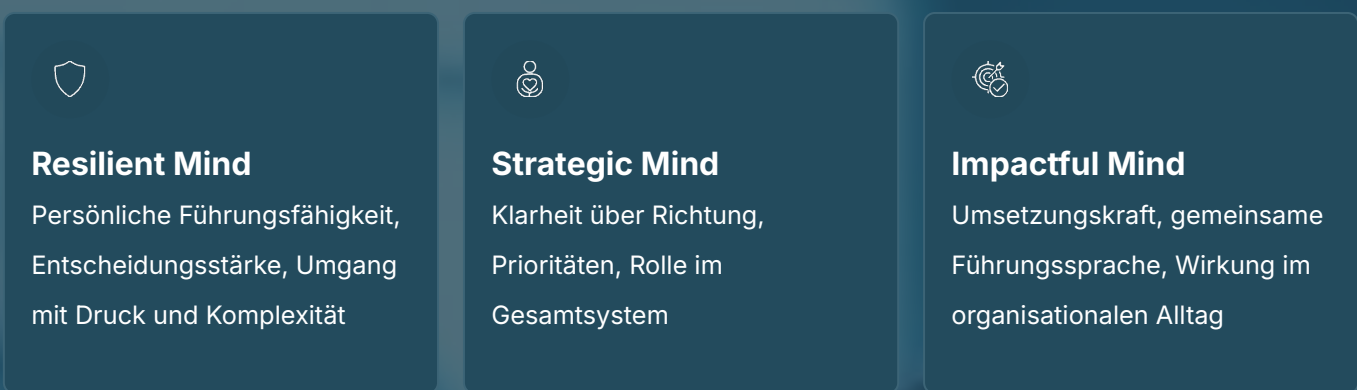 Resilient Mind
Persönliche Führungsfähigkeit,
Entscheidungsstärke, Umgang
mit Druck und Komplexität
Strategic Mind
Klarheit über Richtung,
Prioritäten, Rolle im
Gesamtsystem
Impactful Mind
Umsetzungskraft, gemeinsame
Führungssprache, Wirkung im
organisationalen Alltag